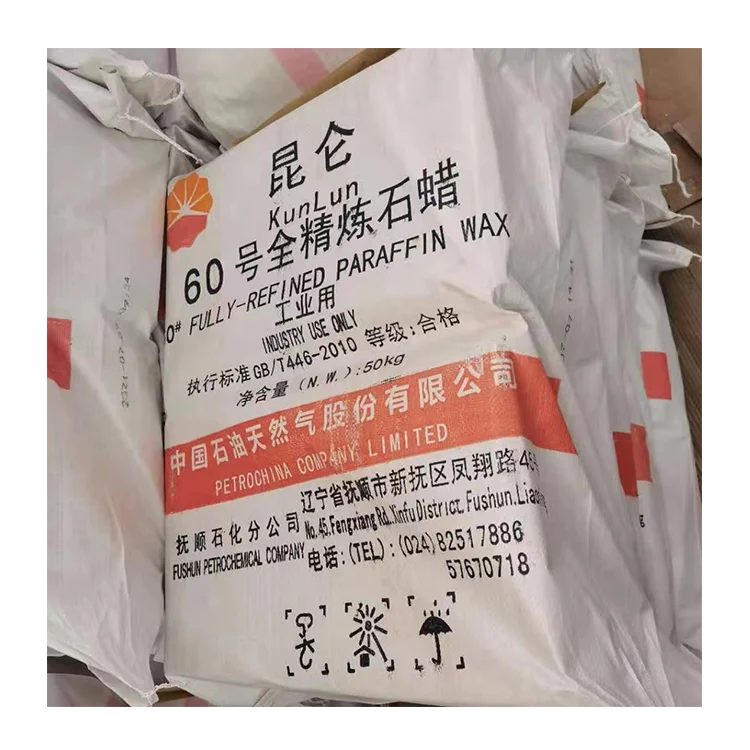 昆仑
KunLun
60号全精炼石蜡
0# FULLY-REFINED PARAFFIN WAX
工业用
INDUSTRY USE ONLY
执行标准GB/T446-2010 等级:合格
净含量 (N.W.):50kg
中国石油天然气股份有限公司
PETROCHINA COMPANY LIMITED
抚顺石化分公司
FUSHUN PETROCHEMICAL COMPANY
辽宁省抚顺市新抚区凤翔路45
No.45.Fengxiang Rd.Xinfu District. Fushun.Liaoning
电话:(TEL):(024)82517886
57670718